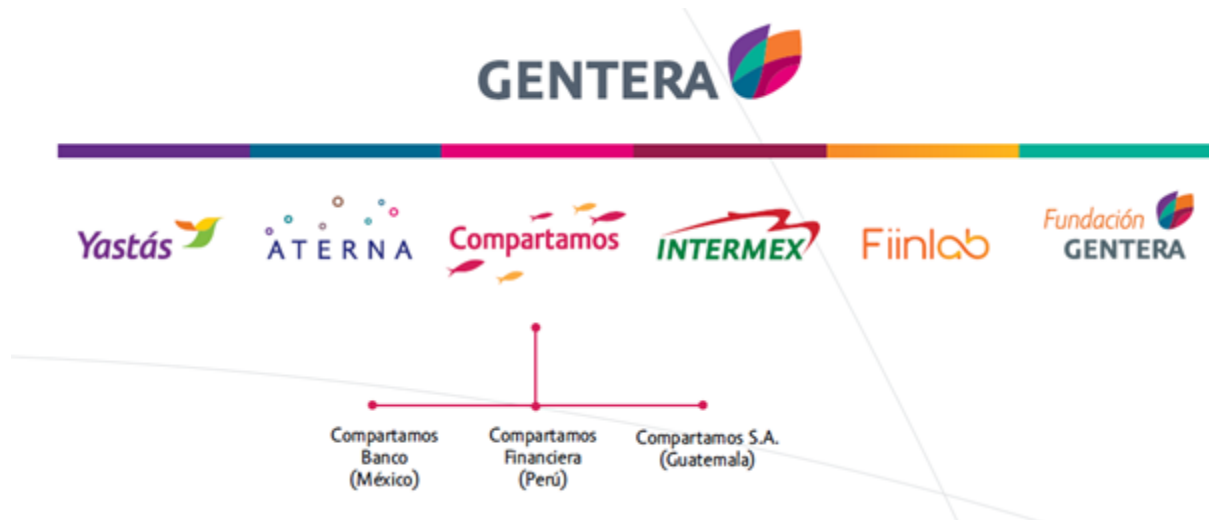 GENTERA
Yastás
ATERNA
Compartamos
INTERMEX
Fiinlab
Fundación
GENTERA
Compartamos
Banco
(México)
Compartamos
Financiera
(Perú)
Compartamos S.A.
(Guatemala)